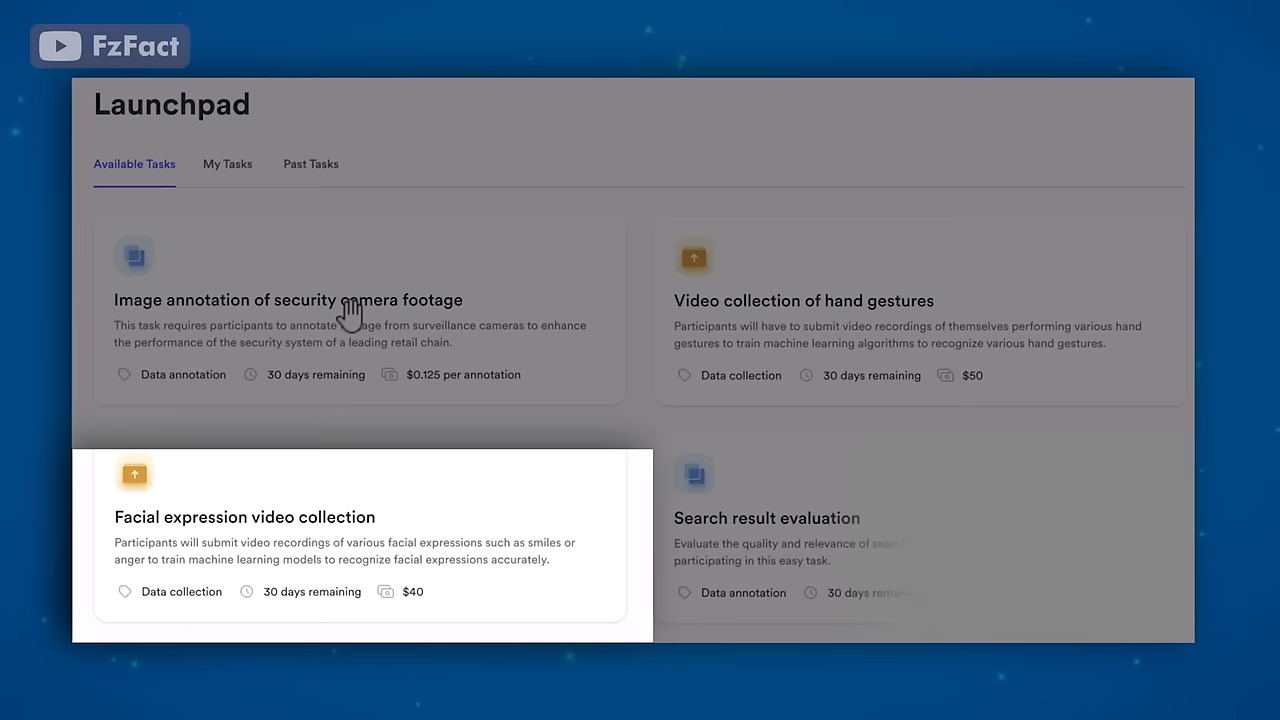 FzFact
Launchpad
Available Tasks My Tasks Past Tasks
Image annotation of security camera footage
This task requires participants to annotate from surveillance cameras to enhance
the performance of the security system of a leading retail chain.
Data annotation 30 days remaining $0.125 per annotation
Video collection of hand gestures
Participants will have to submit video recordings of themselves performing various hand
gestures to train machine learning algorithms to recognize various hand gestures.
Data collection 30 days remaining $50
Facial expression video collection
Participants will submit video recordings of various facial expressions such as smiles or
anger to train machine learning models to recognize facial expressions accurately.
Data collection 30 days remaining $40
Search result evaluation
Evaluate the quality and relevance of
participating in this easy task.
Data annotation 30 days